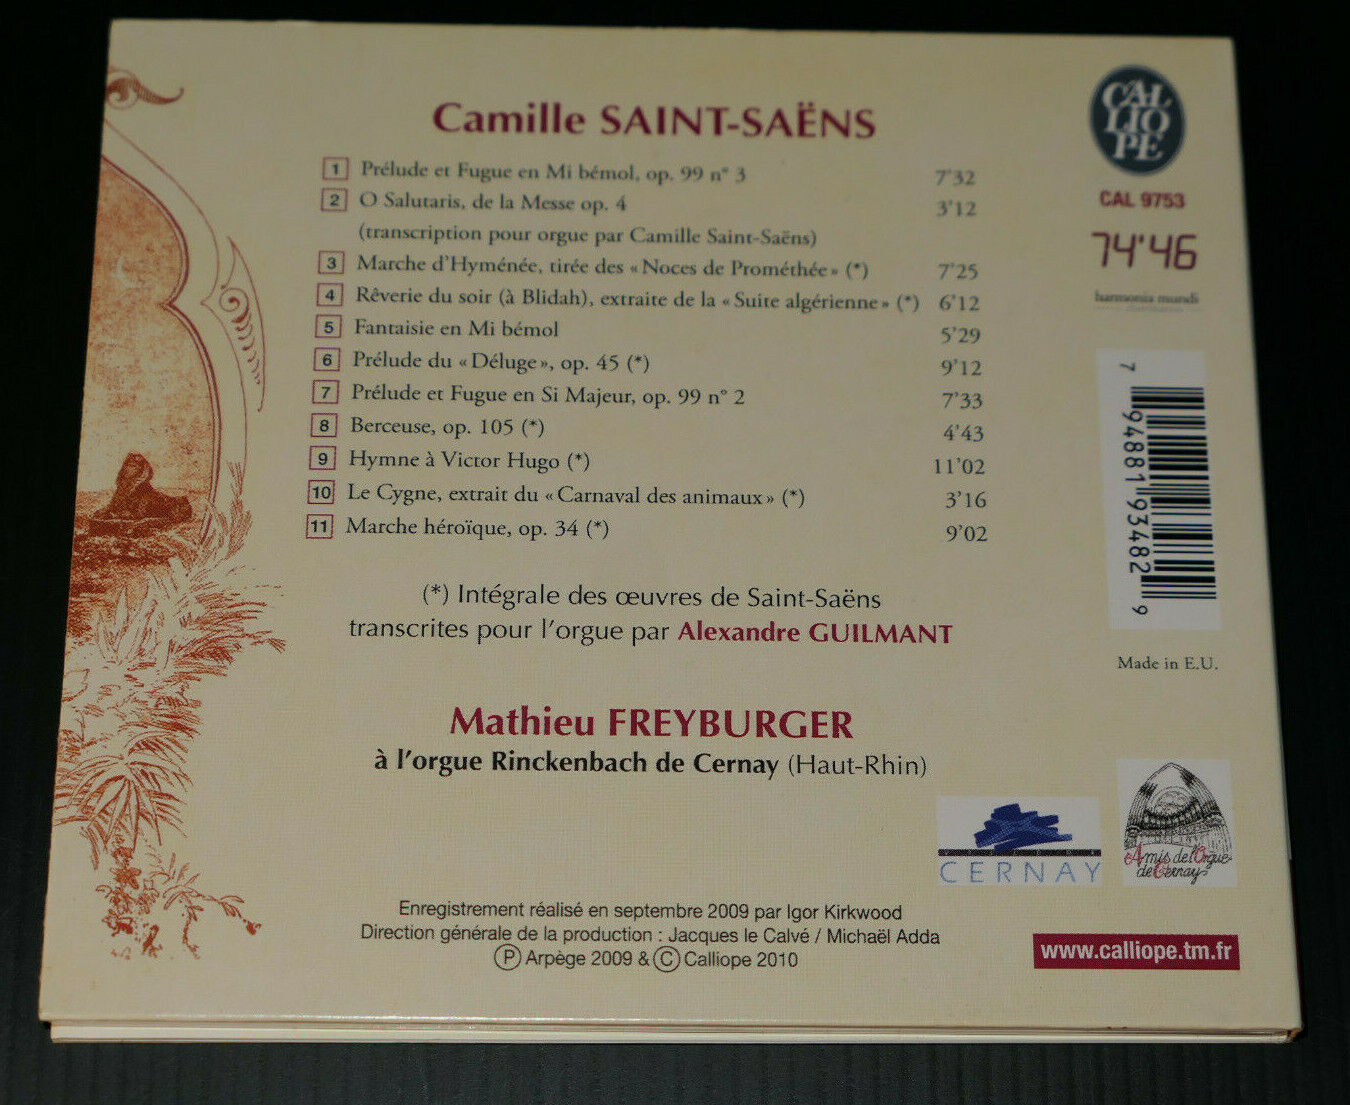 Camille SAINT-SAËNS
1 Prélude et Fugue en Mi bémol, op. 99 n° 3 7'32
2 O Salutaris, de la Messe op. 4 3'12
(transcription pour orgue par Camille Saint-Saëns)
3 Marche d'Hyménée, tirée des « Noces de Prométhée » (*) 7'25
4 Rêverie du soir (à Blidah), extraite de la « Suite algérienne » (*) 6'12
5 Fantaisie en Mi bémol 5'29
6 Prélude du « Déluge », op. 45 (*) 9'12
7 Prélude et Fugue en Si Majeur, op. 99 n° 2 7'33
8 Berceuse, op. 105 (*) 4'43
9 Hymne à Victor Hugo (*) 11'02
10 Le Cygne, extrait du « Carnaval des animaux » (*) 3'16
11 Marche héroïque, op. 34 (*) 9'02
(*) Intégrale des œuvres de Saint-Saëns
transcrites pour l'orgue par Alexandre GUILMANT
Mathieu FREYBURGER
à l'orgue Rinckenbach de Cernay (Haut-Rhin)
Enregistrement réalisé en septembre 2009 par Igor Kirkwood
Direction générale de la production : Jacques le Calvé / Michaël Adda
Ⓟ Arpège 2009 & Ⓒ Calliope 2010
CAL
LIO
PE
CAL 9753
74'46
harmonia mundi
7 94881 93482 9
Made in E.U.
CERNAY
Amis de l'Orgue
de Cernay
www.calliope.tm.fr